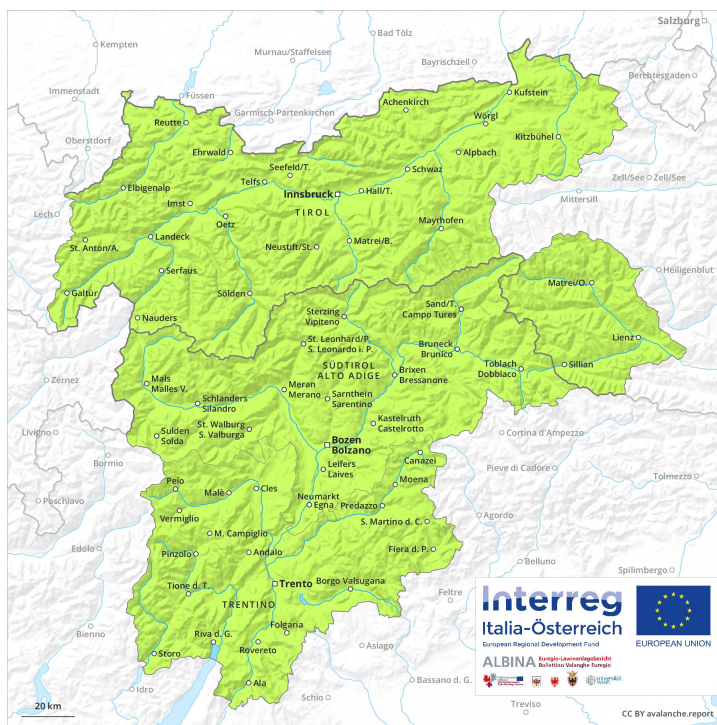 Salzburg
Kempten
Bad Tölz
Murnau/Staffelsee
Bayrischzell
Berchtesgaden
Immenstadt
Füssen
Kufstein
Achenkirch
Garmisch-Partenkirchen
Wörgl
Reutte
Oberstdorf
Kitzbühel
Ehrwald
Alpbach
Seefeld/T.
Schwaz
Telfs
Zell/See
Zell/See
Elbigenalp
Innsbruck
Hall/T.
Mittersill
Imst
TIROL
Lech
Oetz
Mayrhofen
Landeck
St. Anton/A.
Neustift/St.
Matrei/B.
Serfaus
Heiligenblut
Matrei/O.
Galtür
Sölden
Sand/T.
Campo Tures
Sterzing
Vipiteno
Nauders
Lienz
St. Leonhard/P.
S. Leonardo i. P.
Bruneck
Brunico
SÜDTIROL
ALTO ADIGE
Toblach
Dobbiaco
Sillian
Brixen
Bressanone
Zernez
Mals
Malles V.
Meran
Merano
Schlanders
Silandro
Sarnthein
Sarentino
St. Walburg
S. Valburga
Kastelruth
Castelrotto
Livigno
Sulden
Solda
Cortina d'Ampezzo
Bozen
Bolzano
Bormio
Canazei
Pieve di Cadore
Leifers
Laives
Tolmezzo
Peio
Malè
Cles
Moena
Poschiavo
Neumarkt
Egna
Predazzo
Vermiglio
Agordo
S. Martino d. C.
M. Campiglio
Edolo
Pinzolo
Andalo
Fiera d. P.
Belluno
Spilimbergo
Tione d. T.
Trento
Borgo Valsugana
Feltre
TRENTINO
Folgaria
Bienno
Riva d. G.
Rovereto
Asiago
Storo
Ala
Idro
Schio
Bassano d. G.
Treviso
20 km
Interreg
Italia-Österreich
European Regional Development Fund
EUROPEAN UNION
ALBINA Euregio-Lawinenlagebericht
Bollettino Valanghe Euregio
universität
wien
CC BY avalanche.report